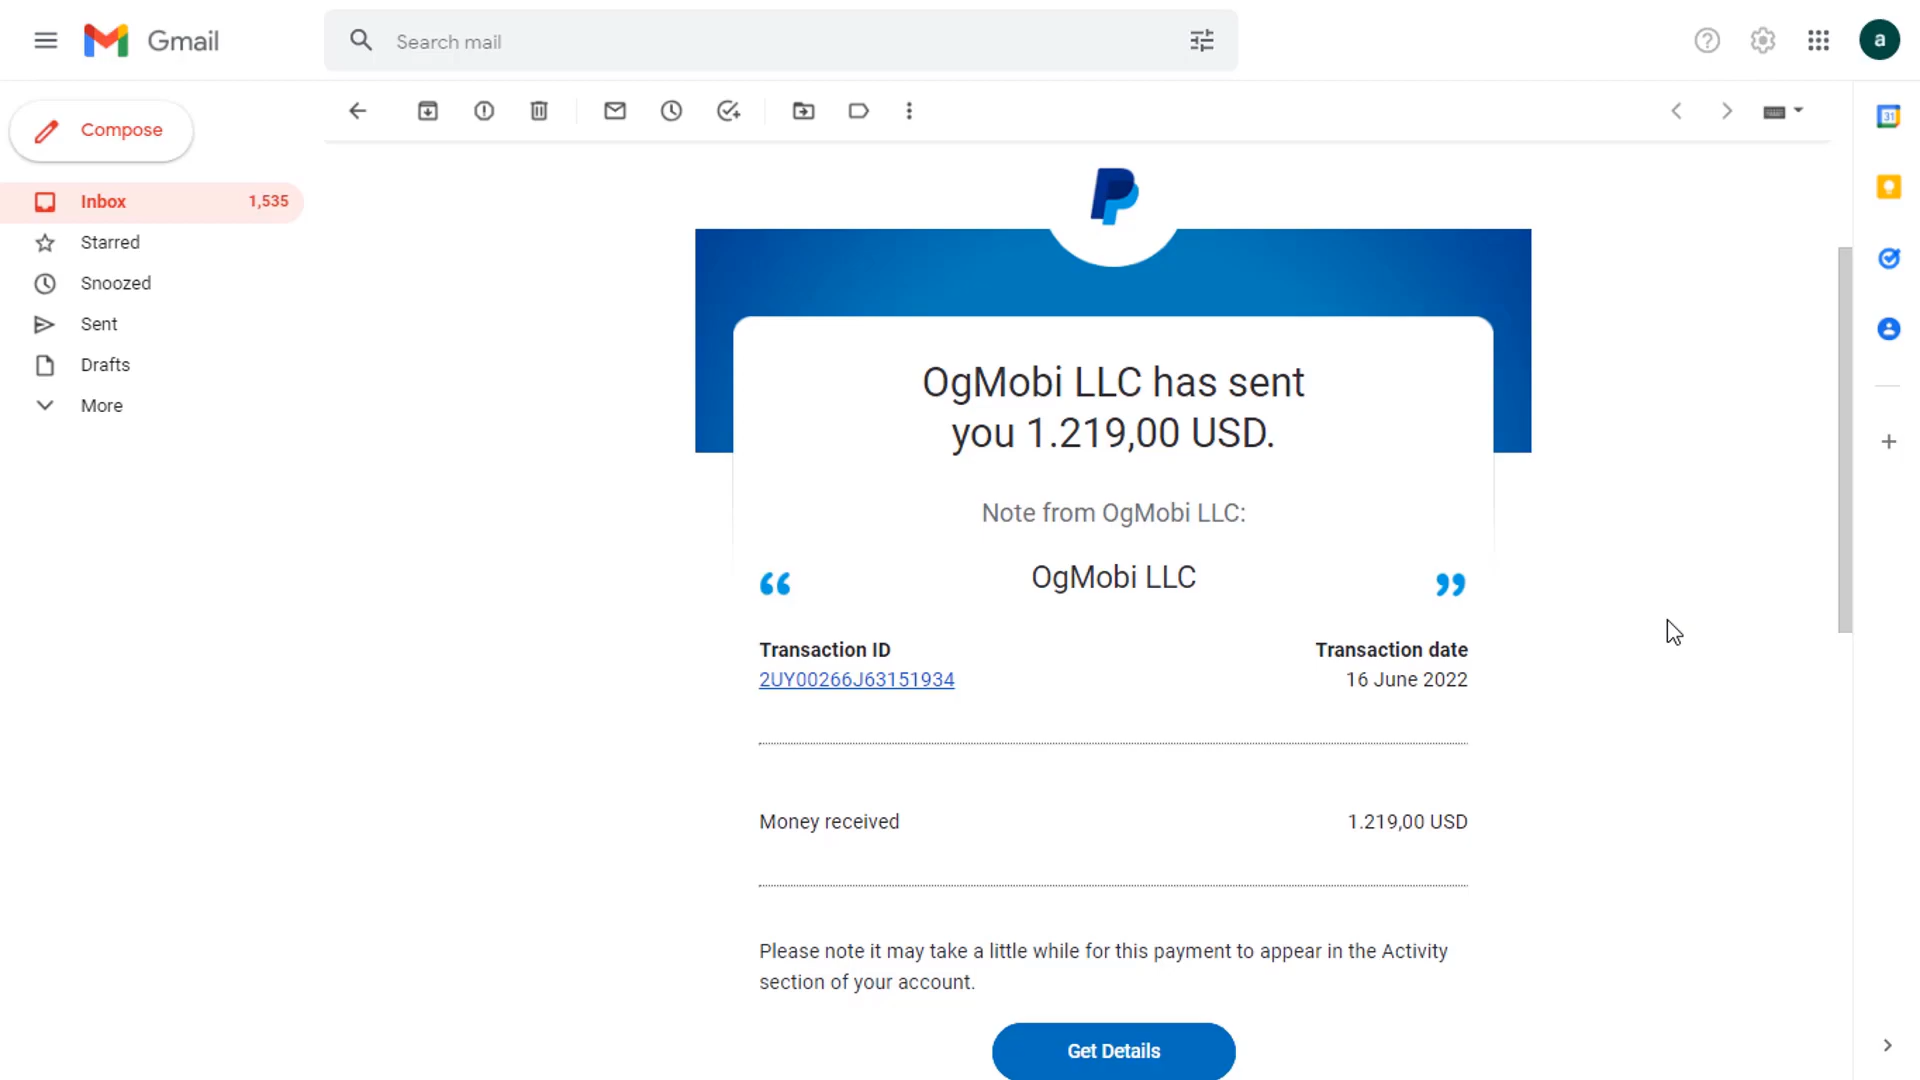 Gmail
Search mail
a
Compose
31
Inbox 1,535
Starred
Snoozed
Sent
Drafts
More
OgMobi LLC has sent
you 1.219,00 USD.
Note from OgMobi LLC:
“ OgMobi LLC ”
Transaction ID Transaction date
2UY00266J63151934 16 June 2022
Money received 1.219,00 USD
Please note it may take a little while for this payment to appear in the Activity
section of your account.
Get Details